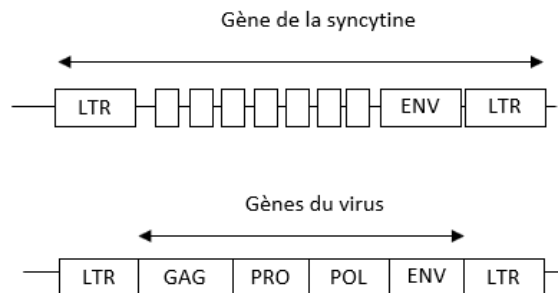 Gène de la syncytine
LTR ENV LTR
Gènes du virus
LTR GAG PRO POL ENV LTR